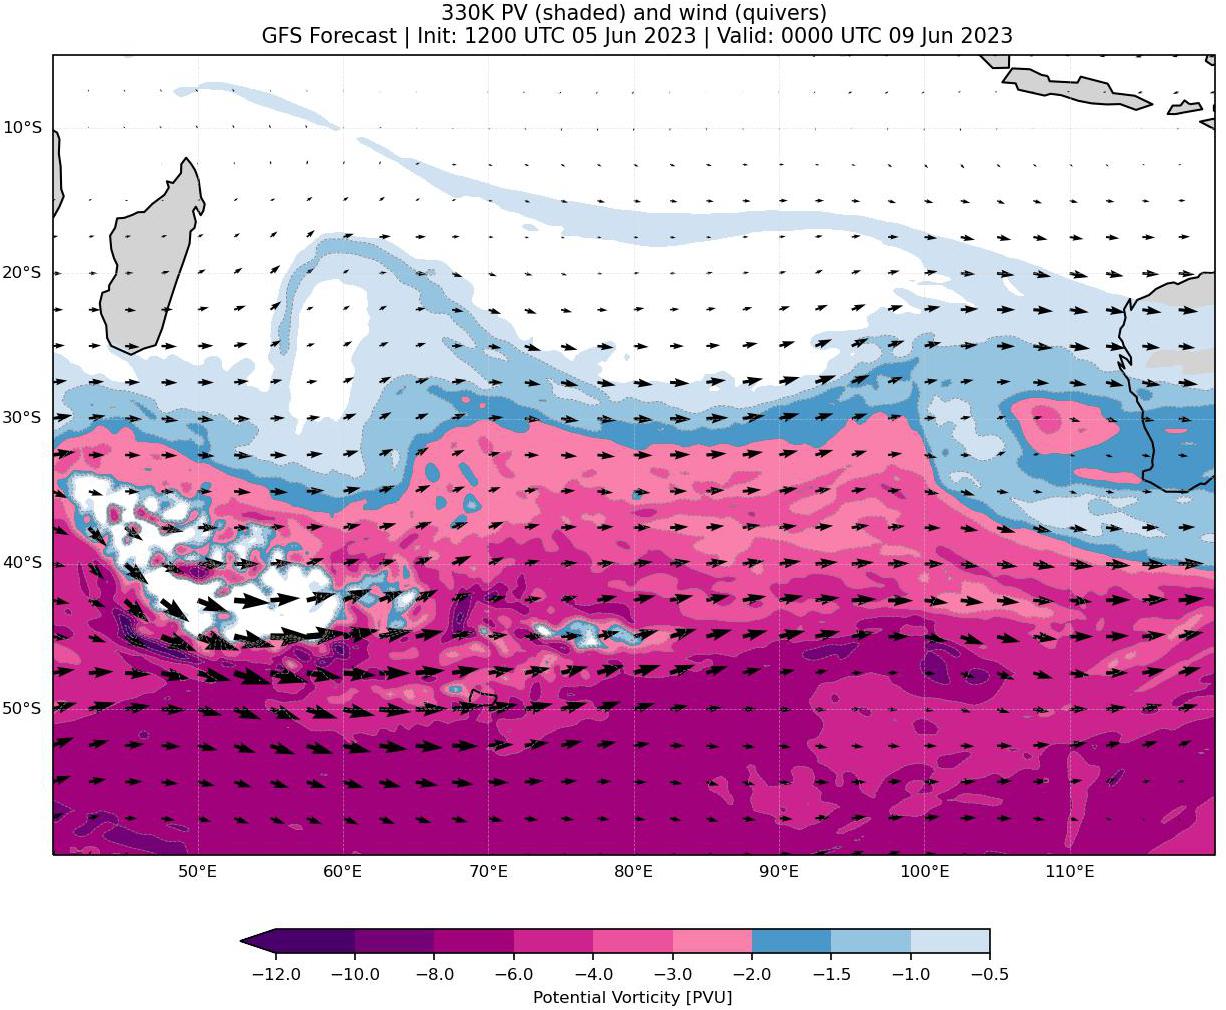 330K PV (shaded) and wind (quivers)
GFS Forecast | Init: 1200 UTC 05 Jun 2023 | Valid: 0000 UTC 09 Jun 2023
10°S
20°S
30°S
40°S
50°S
50°E 60°E 70°E 80°E 90°E 100°E 110°E
−12.0 −10.0 −8.0 −6.0 −4.0 −3.0 −2.0 −1.5 −1.0 −0.5
Potential Vorticity [PVU]